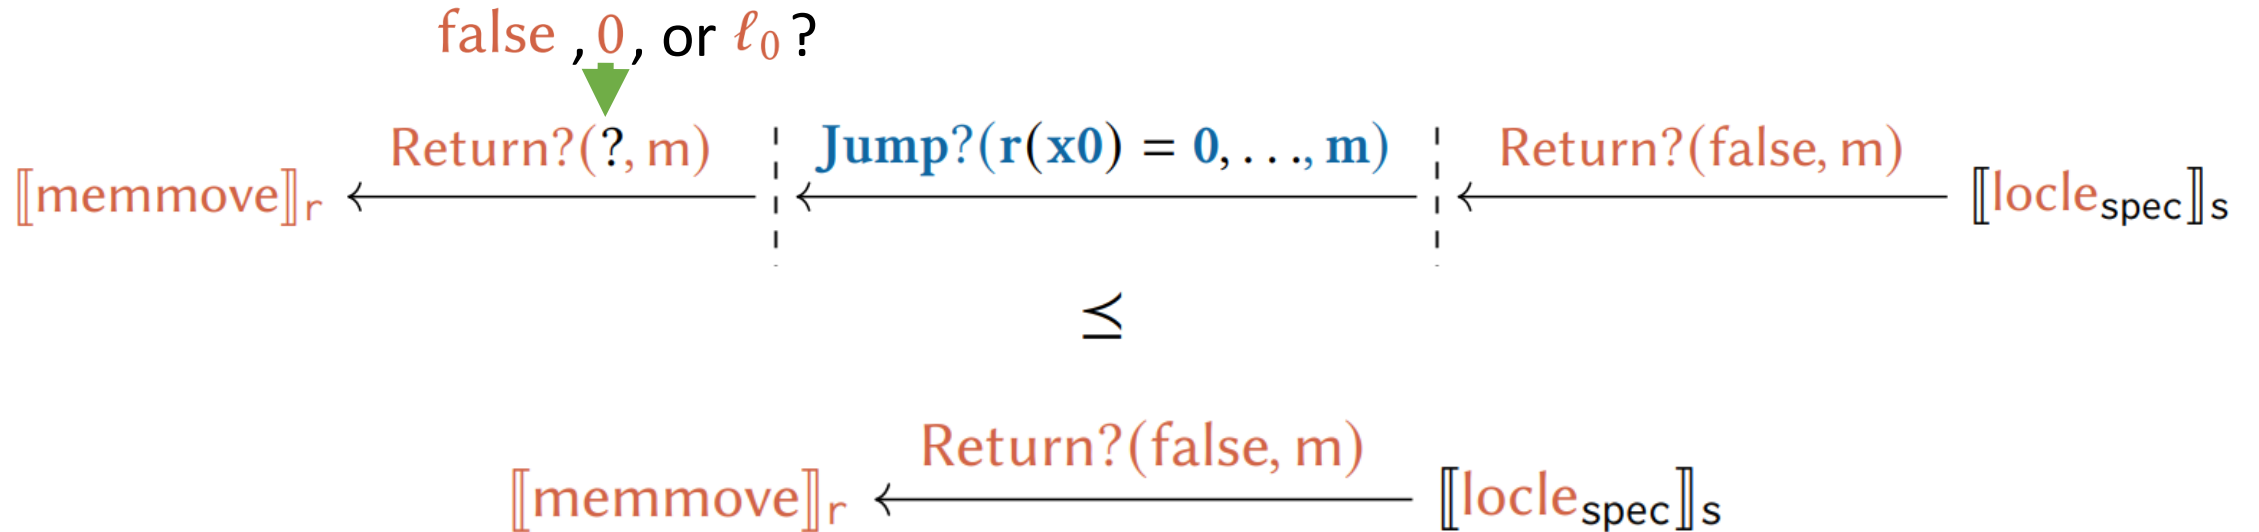 false , 0, or ℓ₀ ?
Return?(?, m) Jump?(r(x0) = 0, . . ., m) Return?(false, m)
⟦memmove⟧ᵣ ⟦locle_spec⟧ₛ
⪯
Return?(false, m)
⟦memmove⟧ᵣ ⟦locle_spec⟧ₛ